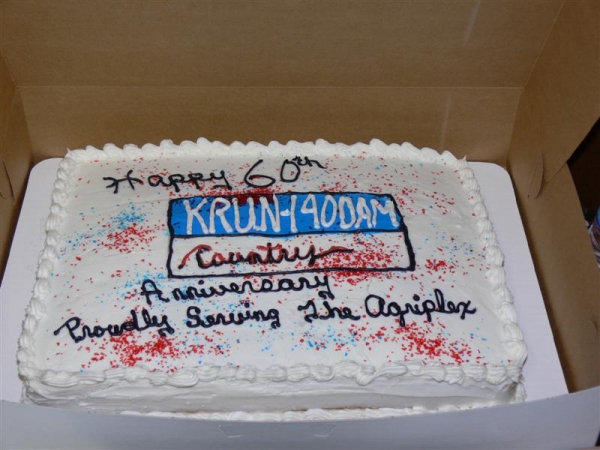 Happy 60th
KRUN-1400AM
Country
Anniversary
Proudly Serving The Agriplex